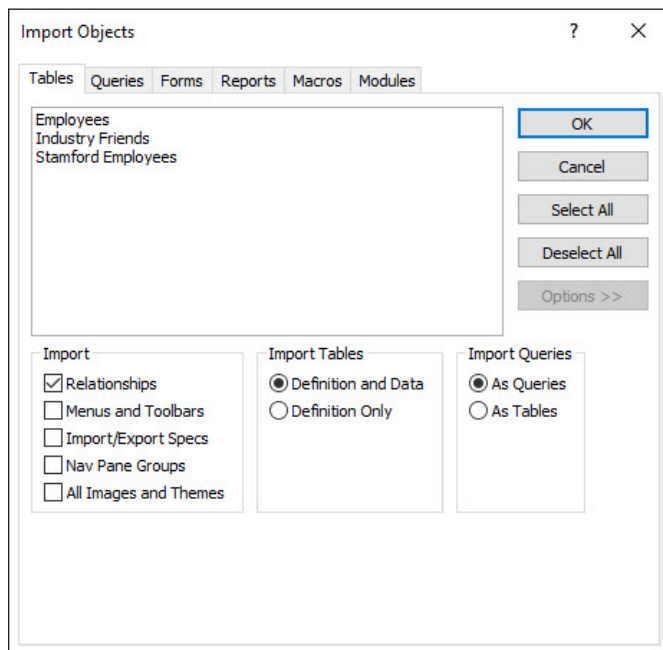 Import Objects
?
Tables Queries Forms Reports Macros Modules
Employees
Industry Friends
Stamford Employees
OK
Cancel
Select All
Deselect All
Options >>
Import
Relationships
Menus and Toolbars
Import/Export Specs
Nav Pane Groups
All Images and Themes
Import Tables
Definition and Data
Definition Only
Import Queries
As Queries
As Tables